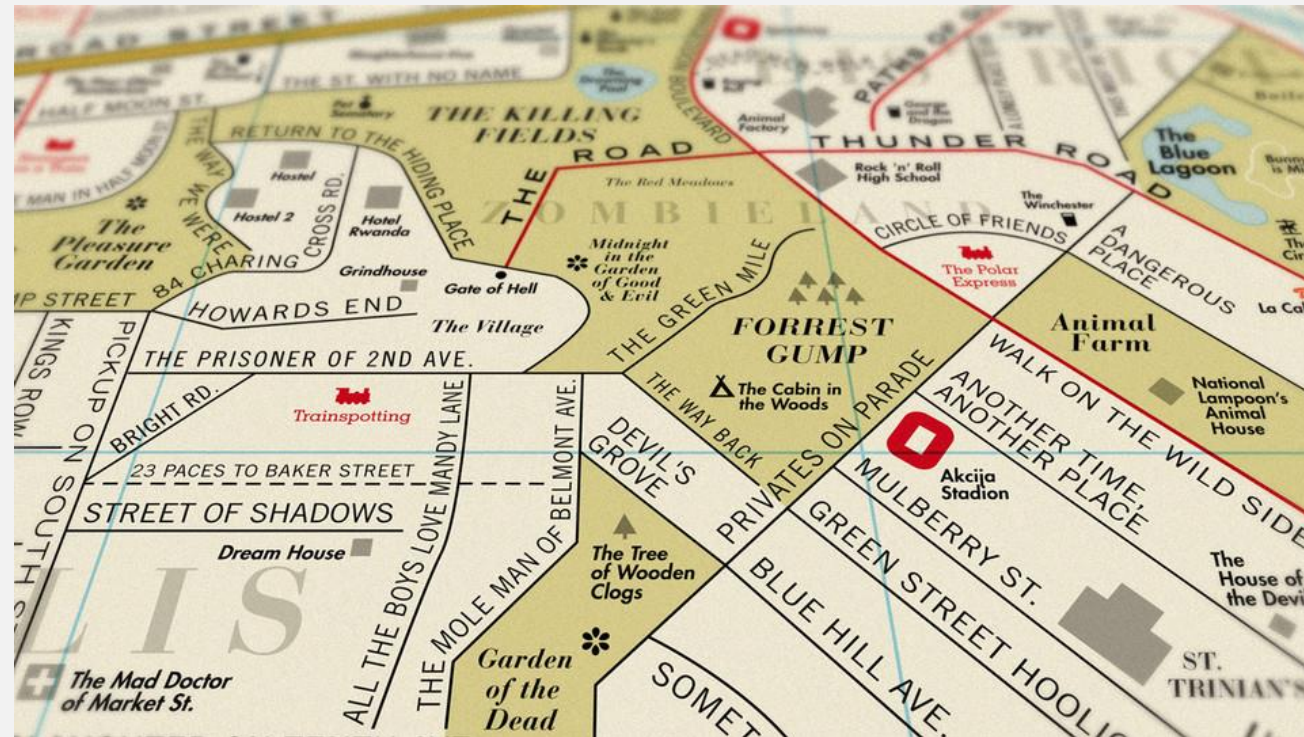 ROAD STREET
THE ST. WITH NO NAME
HALF MOON ST.
MAN IN HALF MOON ST
THE WAY WE WERE
RETURN TO THE HIDING PLACE
Pet
Sematary
THE KILLING
FIELDS
The
Drowning
Pool
BOULEVARD
Animal
Factory
PATHS OF
George
and the
Dragon
THE ROAD
THUNDER ROAD
The Red Meadows
ZOMBIELAND
Rock 'n' Roll
High School
The
Winchester
CIRCLE OF FRIENDS
The Polar
Express
A
DANGEROUS
PLACE
The
Blue
Lagoon
Hostel
Hostel 2
CROSS RD.
Hotel
Rwanda
The
Pleasure
Garden
84 CHARING
Grindhouse
Gate of Hell
HOWARDS END
The Village
Midnight
in the
Garden
of Good
& Evil
THE GREEN MILE
FORREST
GUMP
The Cabin in
the Woods
THE WAY BACK
PRIVATES ON PARADE
Animal
Farm
National
Lampoon's
Animal
House
WALK ON THE WILD SIDE
ANOTHER TIME,
ANOTHER PLACE
Akcija
Stadion
MULBERRY ST.
GREEN STREET HOOLIG
BLUE HILL AVE.
SOMET
The
House of
the Devi
ST.
TRINIAN'S
MP STREET
KINGS ROW
PICKUP ON SOUTH ST
THE PRISONER OF 2ND AVE.
BRIGHT RD.
Trainspotting
23 PACES TO BAKER STREET
STREET OF SHADOWS
Dream House
ALL THE BOYS LOVE MANDY LANE
THE MOLE MAN OF BELMONT AVE.
DEVIL'S
GROVE
The Tree
of Wooden
Clogs
Garden
of the
Dead
LIS
The Mad Doctor
of Market St.